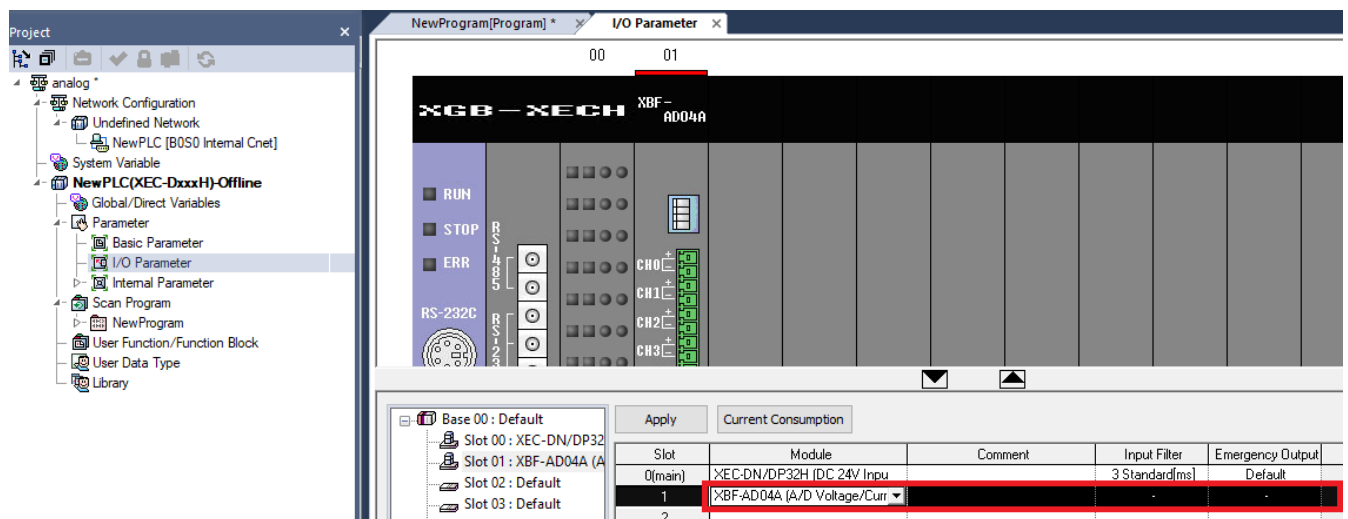 Project
analog *
Network Configuration
Undefined Network
NewPLC [B0S0 Internal Cnet]
System Variable
NewPLC(XEC-DxxxH)-Offline
Global/Direct Variables
Parameter
Basic Parameter
I/O Parameter
Internal Parameter
Scan Program
NewProgram
User Function/Function Block
User Data Type
Library
NewProgram[Program] *
I/O Parameter
00 01
XGB-XECH
XBF-
AD04A
RUN
STOP
ERR
RS-485
RS-232C
RS-23
CH0
CH1
CH2
CH3
Base 00 : Default
Slot 00 : XEC-DN/DP32
Slot 01 : XBF-AD04A (A
Slot 02 : Default
Slot 03 : Default
Apply Current Consumption
Slot Module Comment Input Filter Emergency Output
0(main) XEC-DN/DP32H (DC 24V Inpu 3 Standard[ms] Default
1 XBF-AD04A (A/D Voltage/Curr - -
2